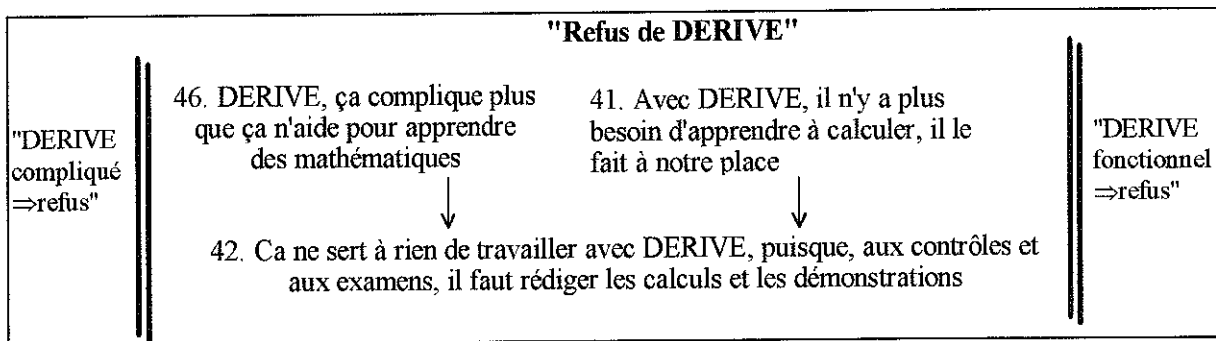 "Refus de DERIVE"
"DERIVE
compliqué
⇒refus"
46. DERIVE, ça complique plus
que ça n'aide pour apprendre
des mathématiques
41. Avec DERIVE, il n'y a plus
besoin d'apprendre à calculer, il le
fait à notre place
"DERIVE
fonctionnel
⇒refus"
42. Ca ne sert à rien de travailler avec DERIVE, puisque, aux contrôles et
aux examens, il faut rédiger les calculs et les démonstrations